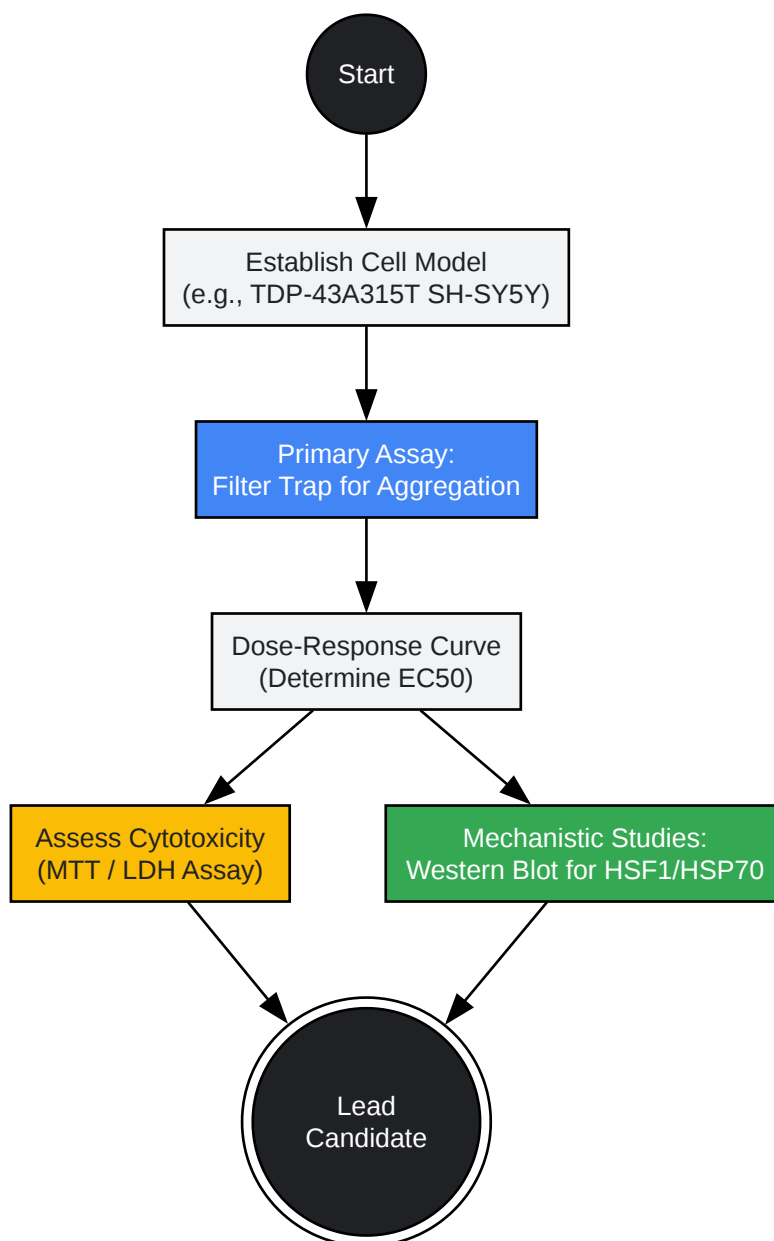 Start
Establish Cell Model
(e.g., TDP-43A315T SH-SY5Y)
Primary Assay:
Filter Trap for Aggregation
Dose-Response Curve
(Determine EC50)
Assess Cytotoxicity
(MTT / LDH Assay)
Mechanistic Studies:
Western Blot for HSF1/HSP70
Lead
Candidate